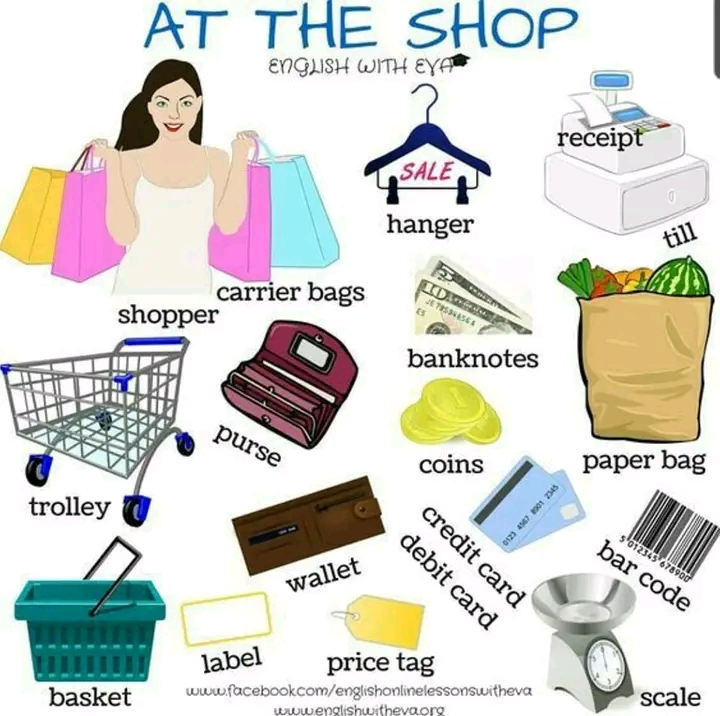 AT THE SHOP
ENGLISH WITH EVA
SALE
receipt
hanger
till
carrier bags
shopper
banknotes
purse
coins
paper bag
trolley
credit card
debit card
0123 4567 8901 2345
bar code
5 012345 678900
wallet
label
price tag
basket
scale
www.facebook.com/englishonlinelessonswitheva
www.englishwitheva.org